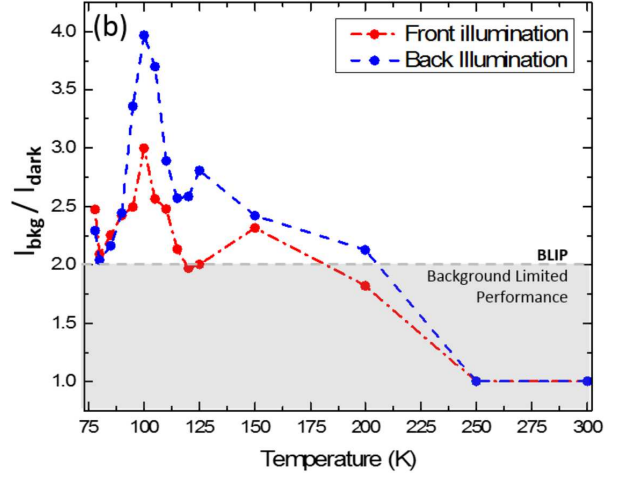 (b)
Front illumination
Back Illumination
4.0
3.5
3.0
2.5
2.0
1.5
1.0
I_bkg / I_dark
BLIP
Background Limited
Performance
75 100 125 150 175 200 225 250 275 300
Temperature (K)